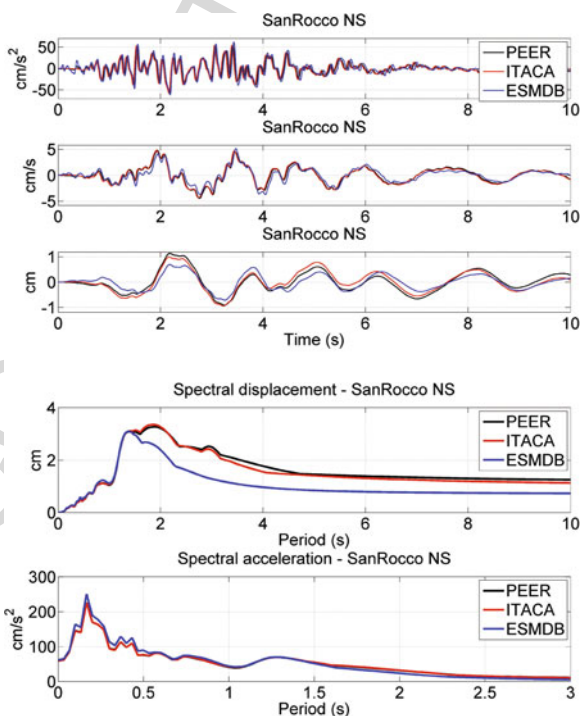 SanRocco NS
50
0
-50
cm/s²
PEER
ITACA
ESMDB
0 2 4 6 8 10
SanRocco NS
5
0
-5
cm/s
0 2 4 6 8 10
SanRocco NS
1
0
-1
cm
0 2 4 6 8 10
Time (s)
Spectral displacement - SanRocco NS
4
2
0
cm
PEER
ITACA
ESMDB
0 2 4 6 8 10
Period (s)
Spectral acceleration - SanRocco NS
300
200
100
0
cm/s²
PEER
ITACA
ESMDB
0 0.5 1 1.5 2 2.5 3
Period (s)